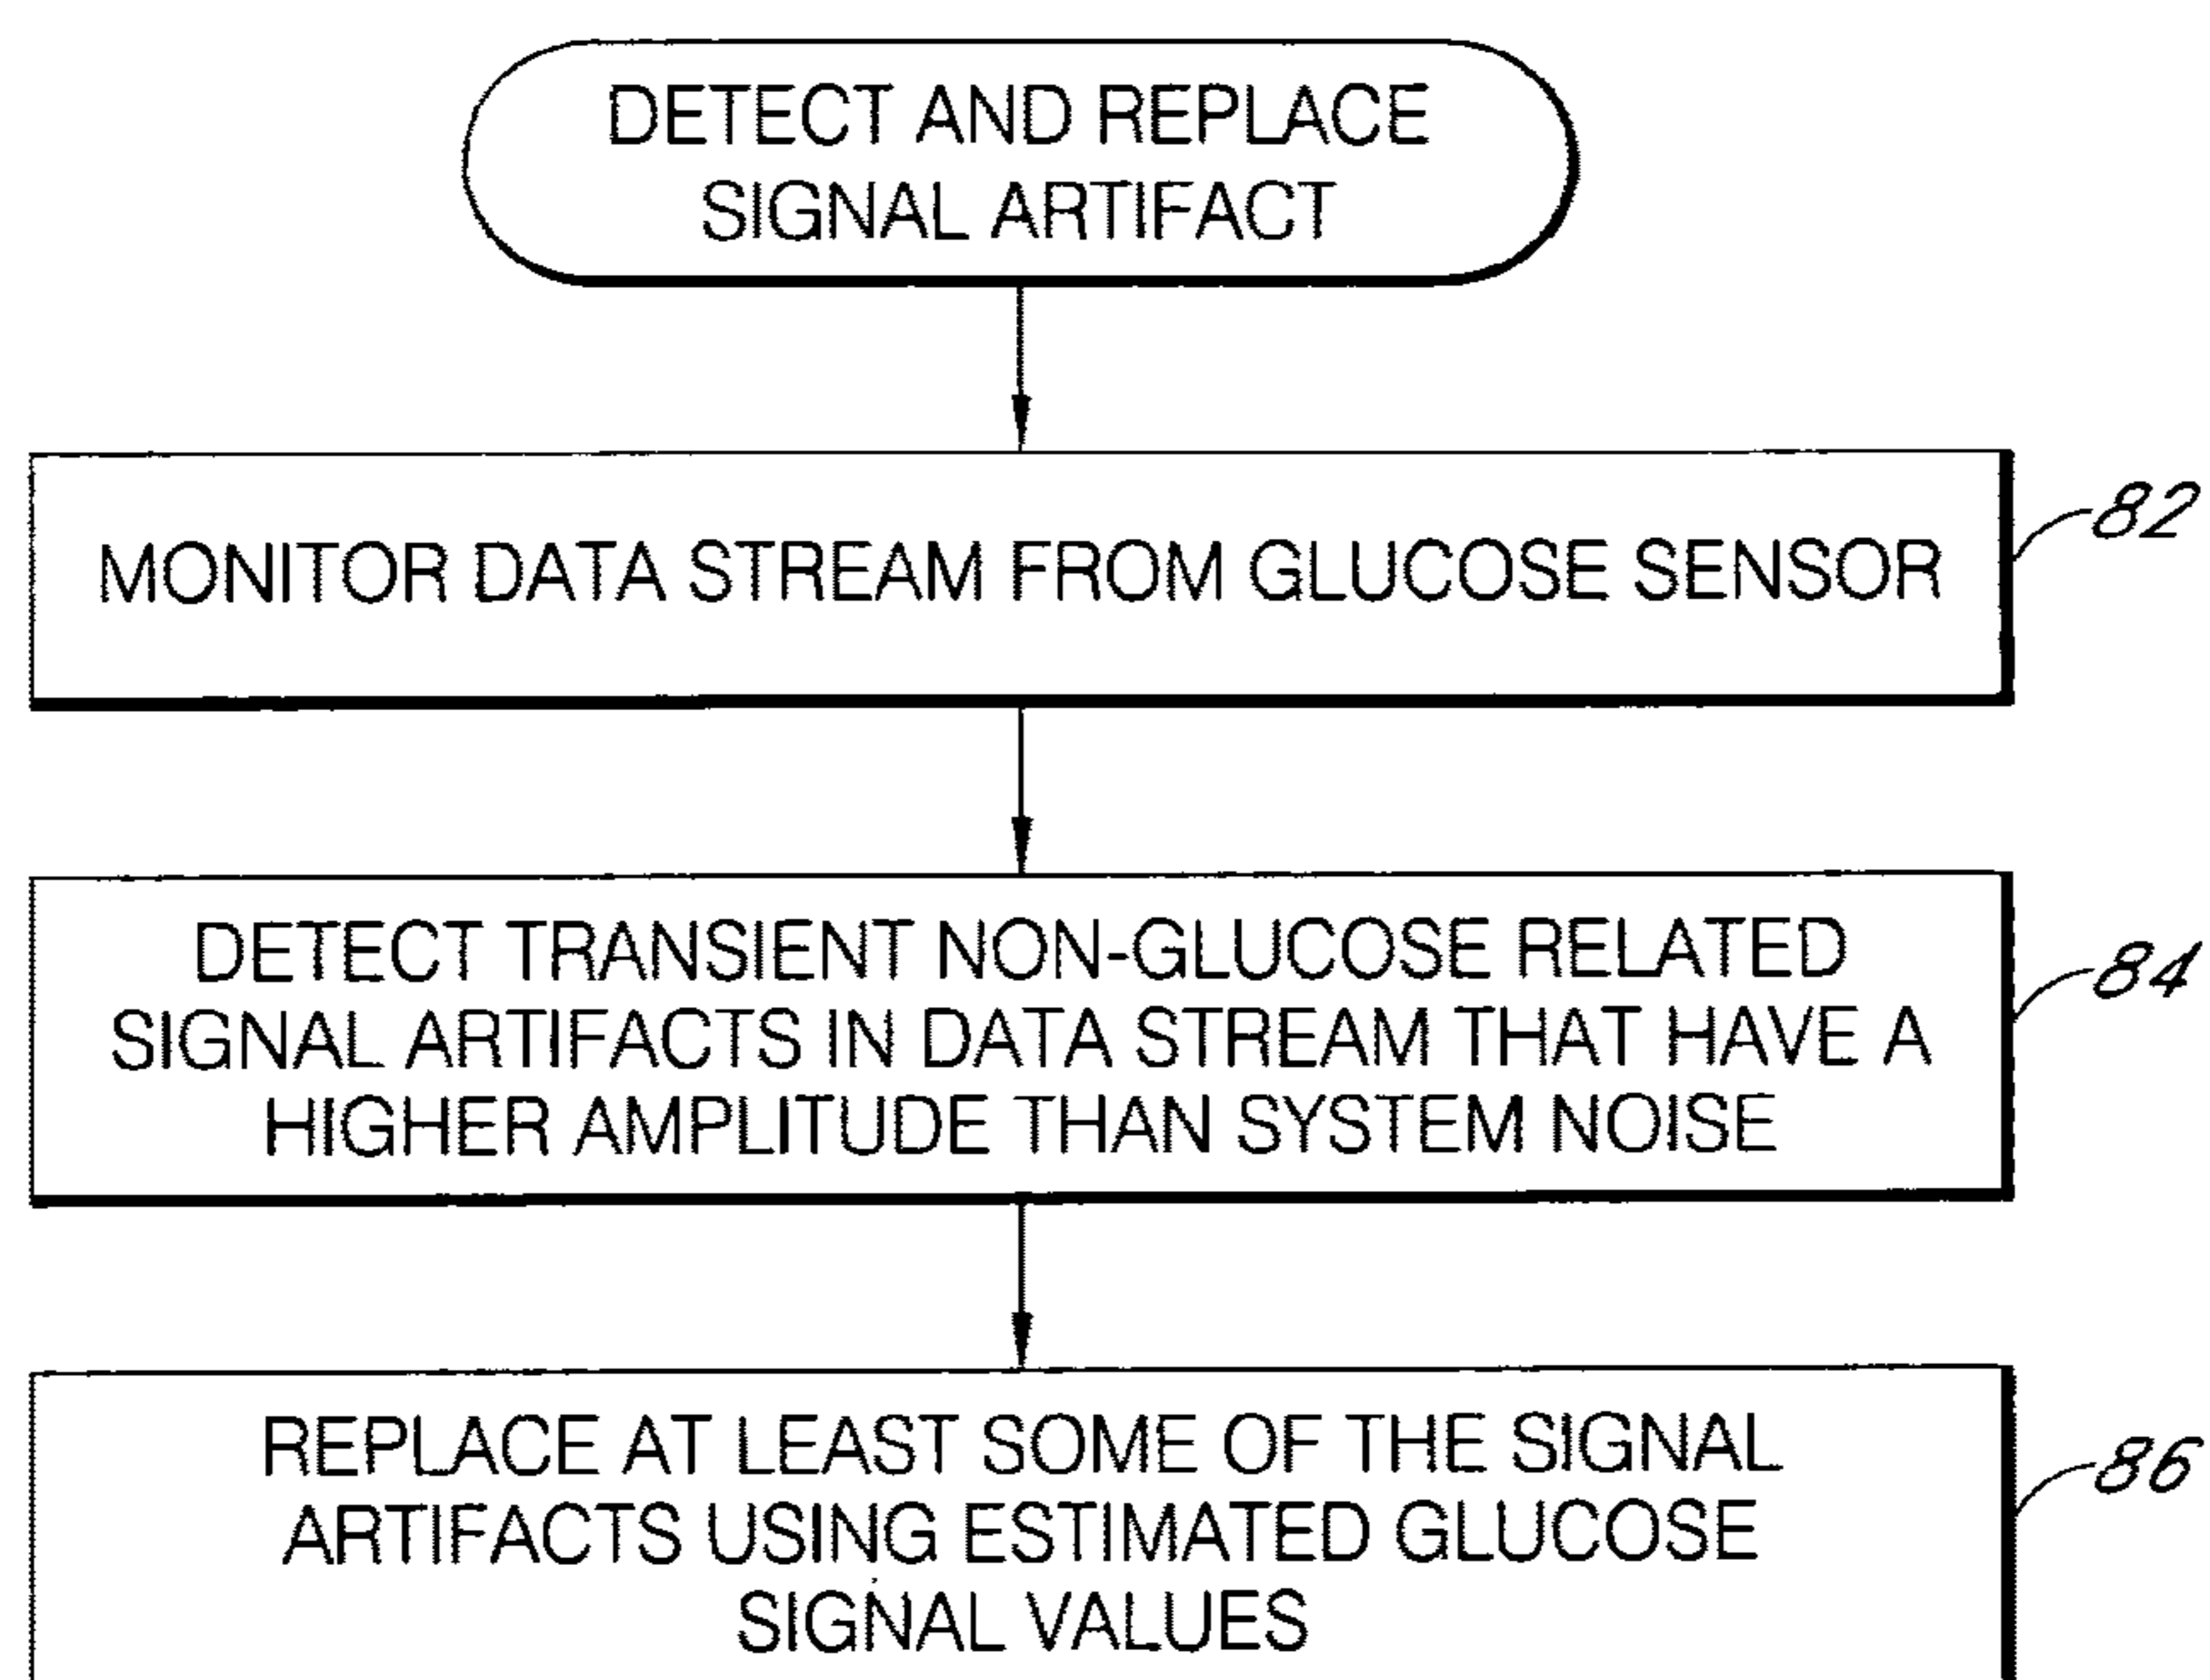 DETECT AND REPLACE
SIGNAL ARTIFACT
MONITOR DATA STREAM FROM GLUCOSE SENSOR
82
DETECT TRANSIENT NON-GLUCOSE RELATED
SIGNAL ARTIFACTS IN DATA STREAM THAT HAVE A
HIGHER AMPLITUDE THAN SYSTEM NOISE
84
REPLACE AT LEAST SOME OF THE SIGNAL
ARTIFACTS USING ESTIMATED GLUCOSE
SIGNAL VALUES
86